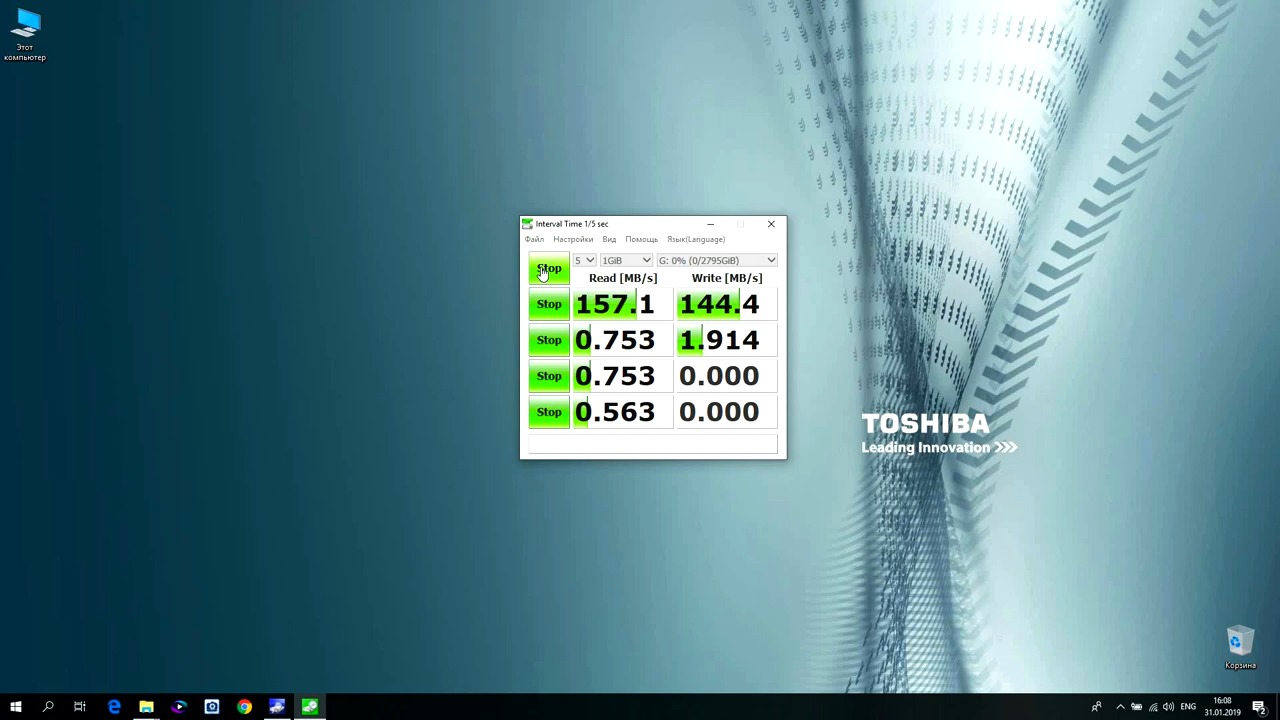 Этот
компьютер
Interval Time 1/5 sec
Файл Настройки Вид Помощь Язык(Language)
Stop 5 1GiB G: 0% (0/2795GiB)
Read [MB/s] Write [MB/s]
Stop 157.1 144.4
Stop 0.753 1.914
Stop 0.753 0.000
Stop 0.563 0.000
TOSHIBA
Leading Innovation >>>
Корзина
ENG 16:08
31.01.2019
2